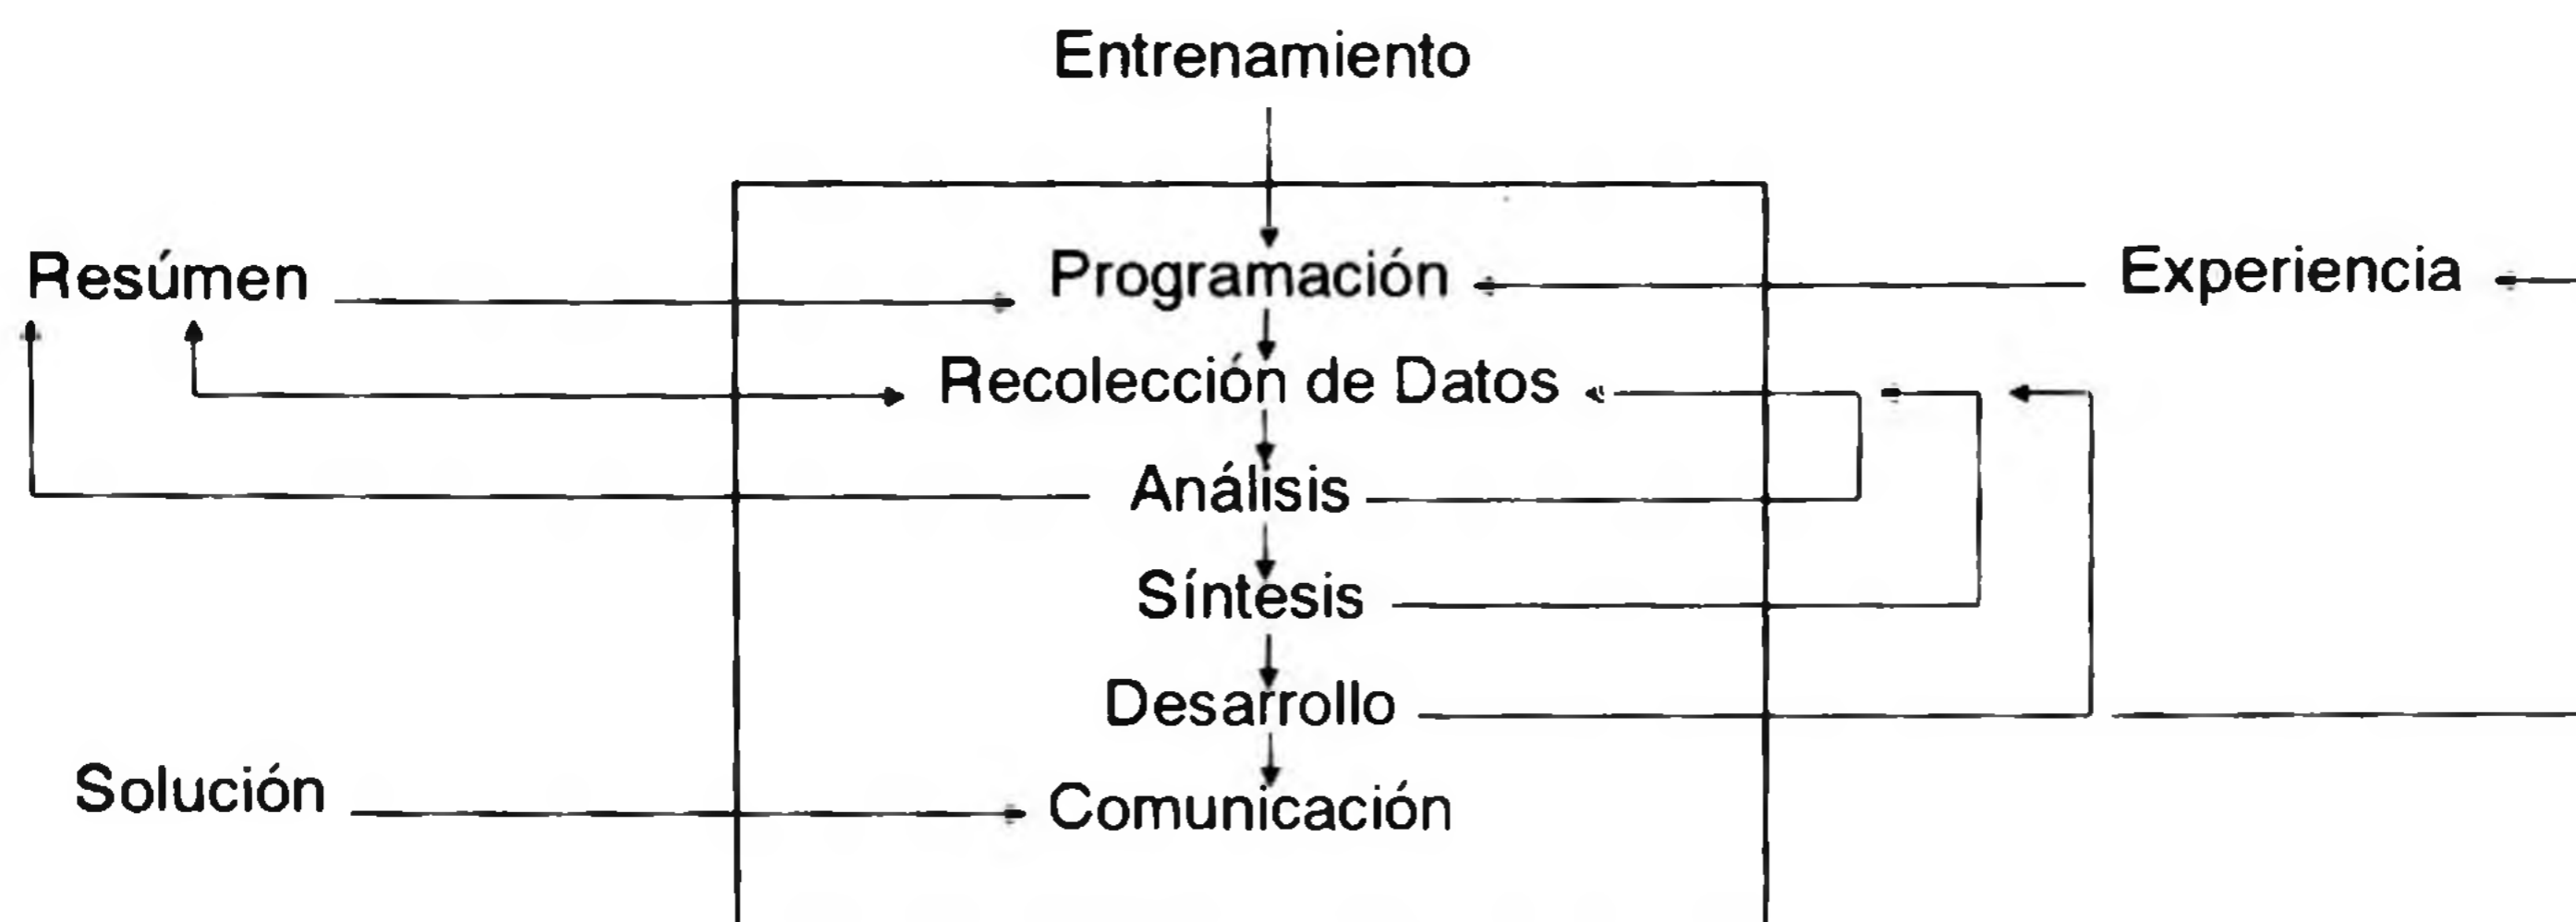 Entrenamiento
Resúmen
Programación
Experiencia
Recolección de Datos
Análisis
Síntesis
Desarrollo
Solución
Comunicación